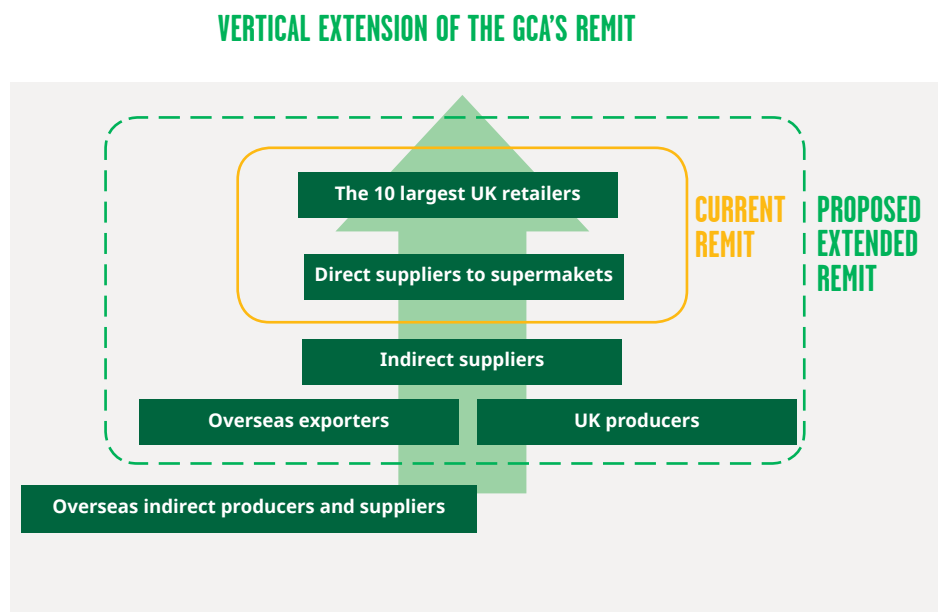 VERTICAL EXTENSION OF THE GCA'S REMIT
The 10 largest UK retailers
Direct suppliers to supermakets
CURRENT
REMIT
PROPOSED
EXTENDED
REMIT
Indirect suppliers
Overseas exporters
UK producers
Overseas indirect producers and suppliers